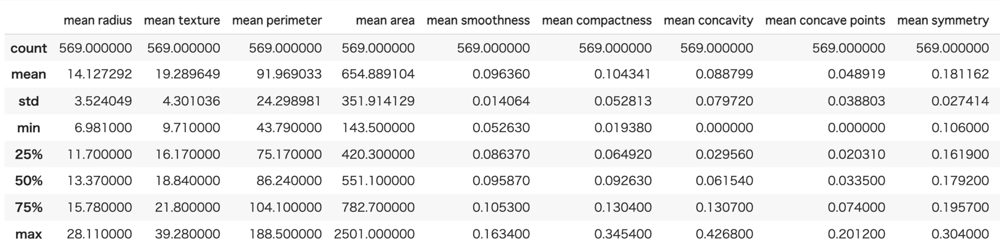 mean radius mean texture mean perimeter mean area mean smoothness mean compactness mean concavity mean concave points mean symmetry
count 569.000000 569.000000 569.000000 569.000000 569.000000 569.000000 569.000000 569.000000 569.000000
mean 14.127292 19.289649 91.969033 654.889104 0.096360 0.104341 0.088799 0.048919 0.181162
std 3.524049 4.301036 24.298981 351.914129 0.014064 0.052813 0.079720 0.038803 0.027414
min 6.981000 9.710000 43.790000 143.500000 0.052630 0.019380 0.000000 0.000000 0.106000
25% 11.700000 16.170000 75.170000 420.300000 0.086370 0.064920 0.029560 0.020310 0.161900
50% 13.370000 18.840000 86.240000 551.100000 0.095870 0.092630 0.061540 0.033500 0.179200
75% 15.780000 21.800000 104.100000 782.700000 0.105300 0.130400 0.130700 0.074000 0.195700
max 28.110000 39.280000 188.500000 2501.000000 0.163400 0.345400 0.426800 0.201200 0.304000